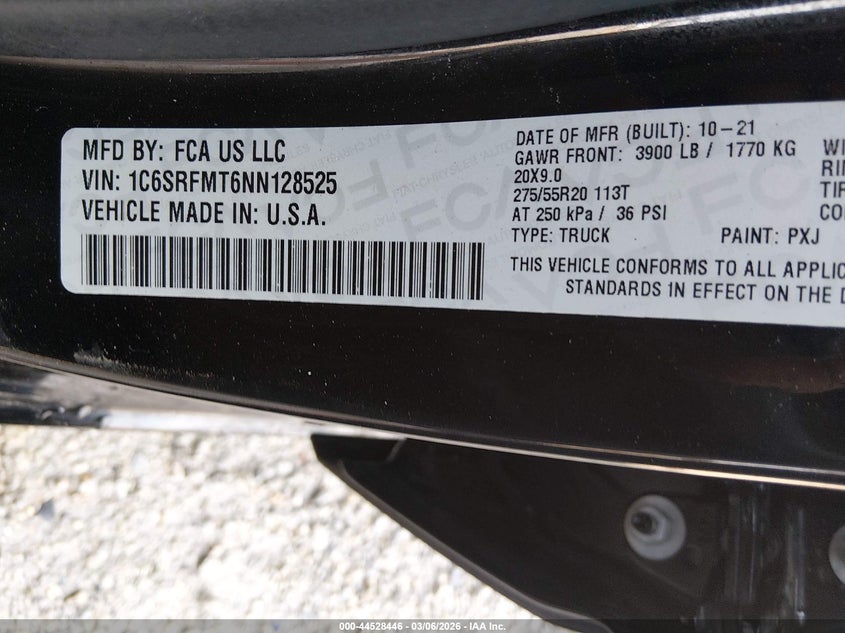 MFD BY: FCA US LLC
VIN: 1C6SRFMT6NN128525
VEHICLE MADE IN: U.S.A.
DATE OF MFR (BUILT): 10-21
GAWR FRONT: 3900 LB / 1770 KG
20X9.0
275/55R20 113T
AT 250 kPa / 36 PSI
TYPE: TRUCK PAINT: PXJ
THIS VEHICLE CONFORMS TO ALL
STANDARDS IN EFFECT ON THE
000-44528446 - 03/06/2026 - IAA Inc.